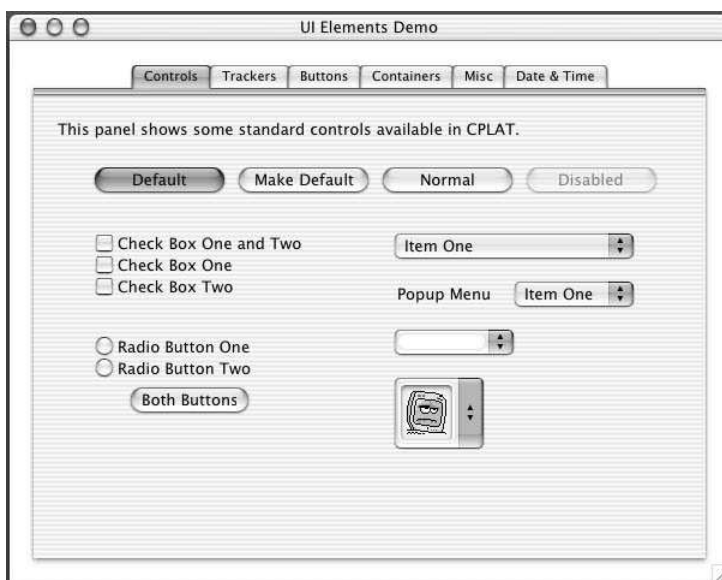 UI Elements Demo
Controls Trackers Buttons Containers Misc Date & Time
This panel shows some standard controls available in CPLAT.
Default Make Default Normal Disabled
Check Box One and Two Item One
Check Box One
Check Box Two
Popup Menu Item One
Radio Button One
Radio Button Two
Both Buttons